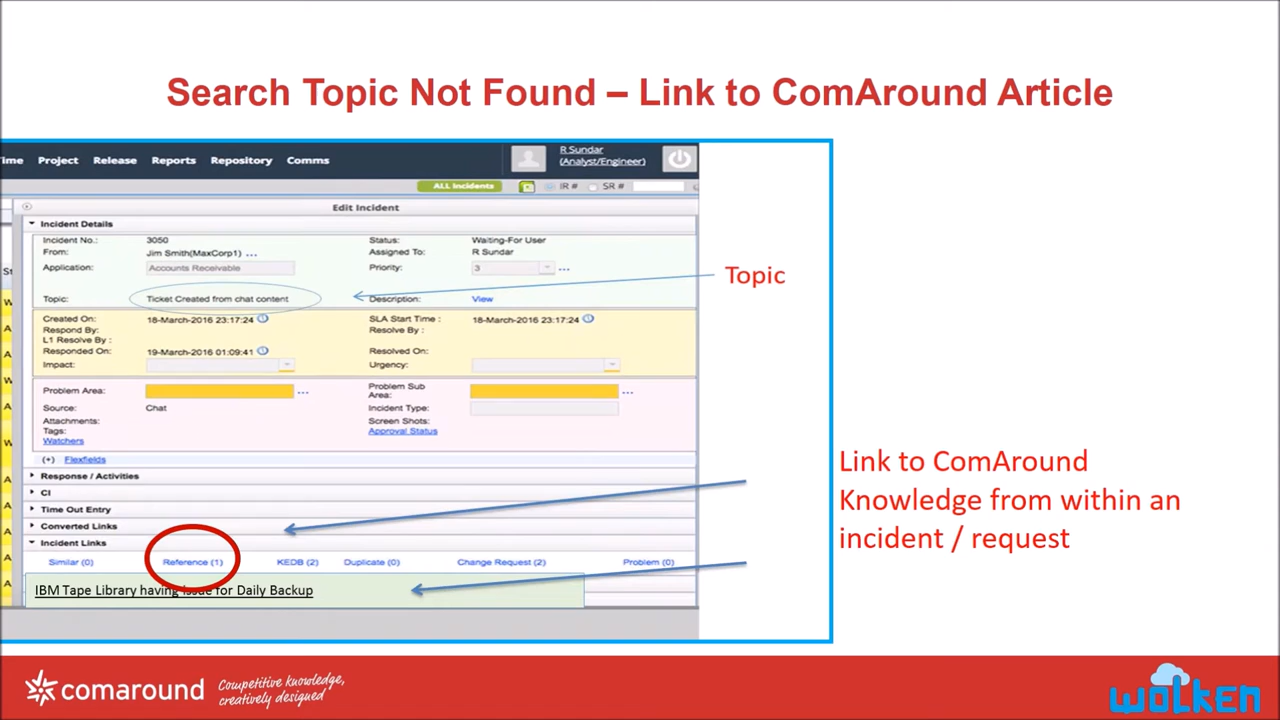 Search Topic Not Found – Link to ComAround Article
Time Project Release Reports Repository Comms
R Sundar
(Analyst/Engineer)
ALL Incidents IR # SR #
Edit Incident
Incident Details
Incident No.: 3050 Status: Waiting-For User
From: Jim Smith(MaxCorp1) ... Assigned To: R Sundar
Application: Accounts Receivable Priority: 3 ...
Topic
Topic: Ticket Created from chat content Description: View
Created On: 18-March-2016 23:17:24 SLA Start Time : 18-March-2016 23:17:24
Respond By: Resolve By :
L1 Resolve By :
Responded On: 19-March-2016 01:09:41 Resolved On:
Impact: Urgency:
Problem Area: ... Problem Sub Area: ...
Source: Chat Incident Type:
Attachments: Screen Shots:
Tags: Approval Status
Watchers
(+) Flexfields
Response / Activities
CI
Time Out Entry
Converted Links
Incident Links
Similar (0) Reference (1) KEDB (2) Duplicate (0) Change Request (2) Problem (0)
IBM Tape Library having issue for Daily Backup
Link to ComAround
Knowledge from within an
incident / request
comaround
Competitive knowledge,
creatively designed
wolken